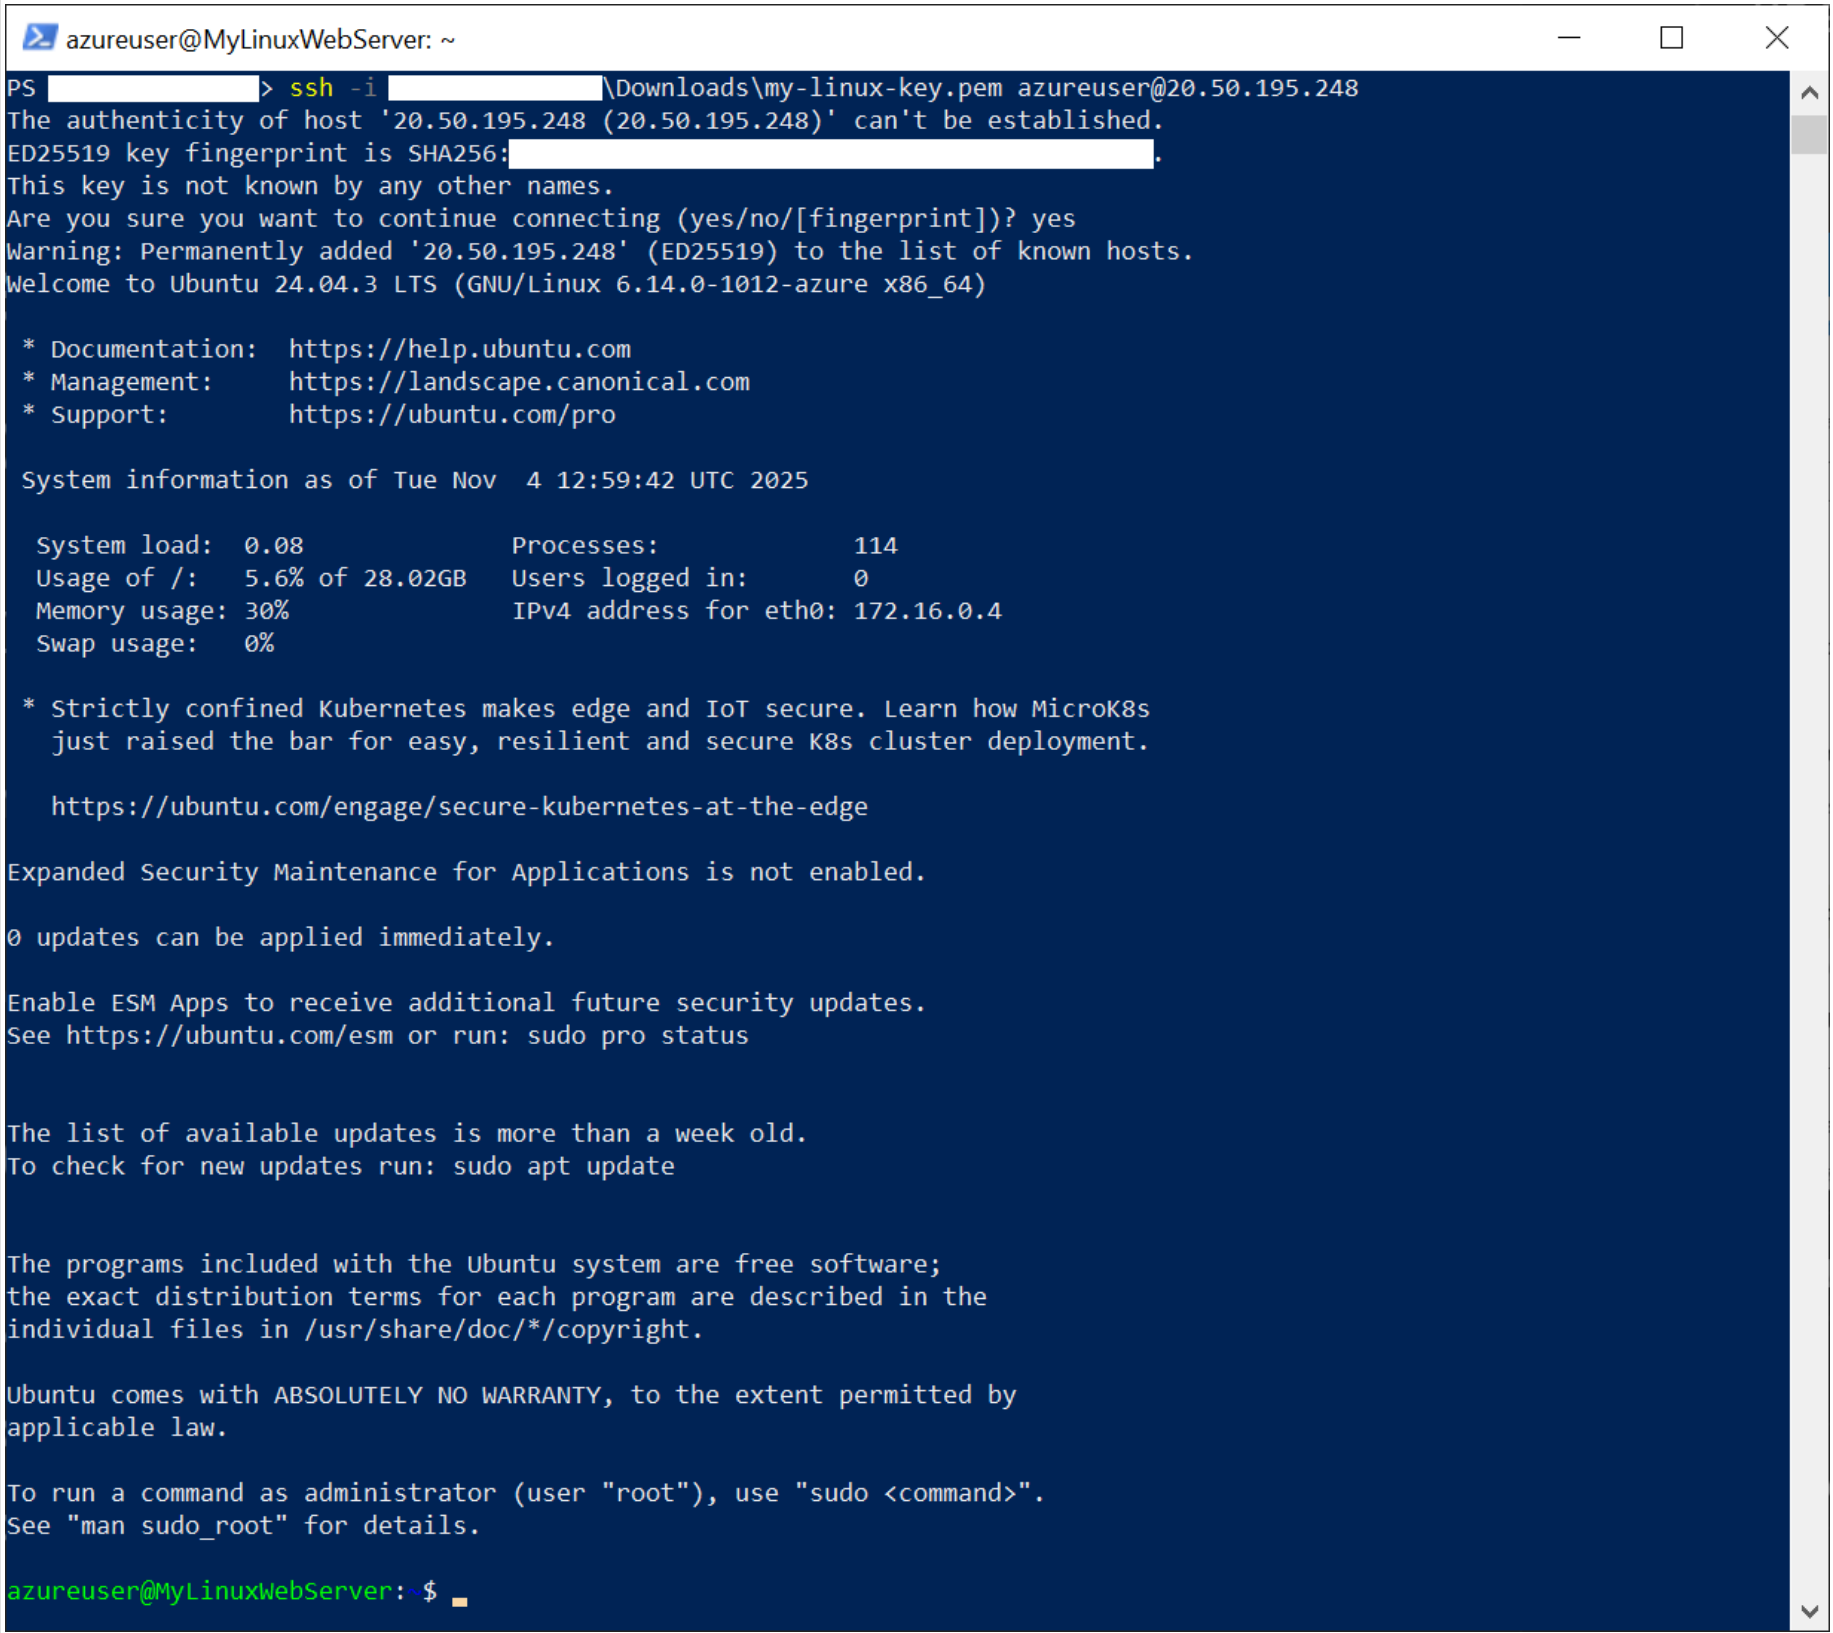 azureuser@MyLinuxWebServer: ~
PS > ssh -i \Downloads\my-linux-key.pem azureuser@20.50.195.248
The authenticity of host '20.50.195.248 (20.50.195.248)' can't be established.
ED25519 key fingerprint is SHA256: .
This key is not known by any other names.
Are you sure you want to continue connecting (yes/no/[fingerprint])? yes
Warning: Permanently added '20.50.195.248' (ED25519) to the list of known hosts.
Welcome to Ubuntu 24.04.3 LTS (GNU/Linux 6.14.0-1012-azure x86_64)
* Documentation:  https://help.ubuntu.com
* Management:     https://landscape.canonical.com
* Support:        https://ubuntu.com/pro
System information as of Tue Nov  4 12:59:42 UTC 2025
System load:  0.08              Processes:             114
Usage of /:   5.6% of 28.02GB   Users logged in:       0
Memory usage: 30%               IPv4 address for eth0: 172.16.0.4
Swap usage:   0%
* Strictly confined Kubernetes makes edge and IoT secure. Learn how MicroK8s
just raised the bar for easy, resilient and secure K8s cluster deployment.
https://ubuntu.com/engage/secure-kubernetes-at-the-edge
Expanded Security Maintenance for Applications is not enabled.
0 updates can be applied immediately.
Enable ESM Apps to receive additional future security updates.
See https://ubuntu.com/esm or run: sudo pro status
The list of available updates is more than a week old.
To check for new updates run: sudo apt update
The programs included with the Ubuntu system are free software;
the exact distribution terms for each program are described in the
individual files in /usr/share/doc/*/copyright.
Ubuntu comes with ABSOLUTELY NO WARRANTY, to the extent permitted by
applicable law.
To run a command as administrator (user "root"), use "sudo <command>".
See "man sudo_root" for details.
azureuser@MyLinuxWebServer:~$